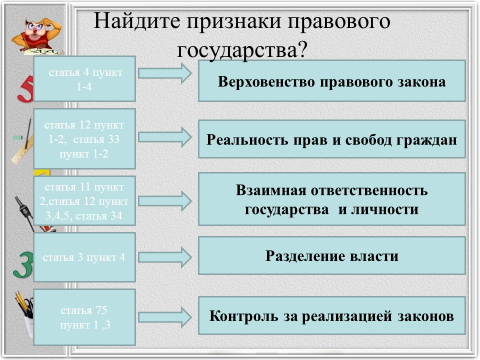 Найдите признаки правового
государства?
статья 4 пункт
1-4
Верховенство правового закона
статья 12 пункт
1-2, статья 33
пункт 1-2
Реальность прав и свобод граждан
статья 11 пункт
2,статья 12 пункт
3,4,5, статья 34
Взаимная ответственность
государства и личности
статья 3 пункт 4
Разделение власти
статья 75
пункт 1 ,3
Контроль за реализацией законов